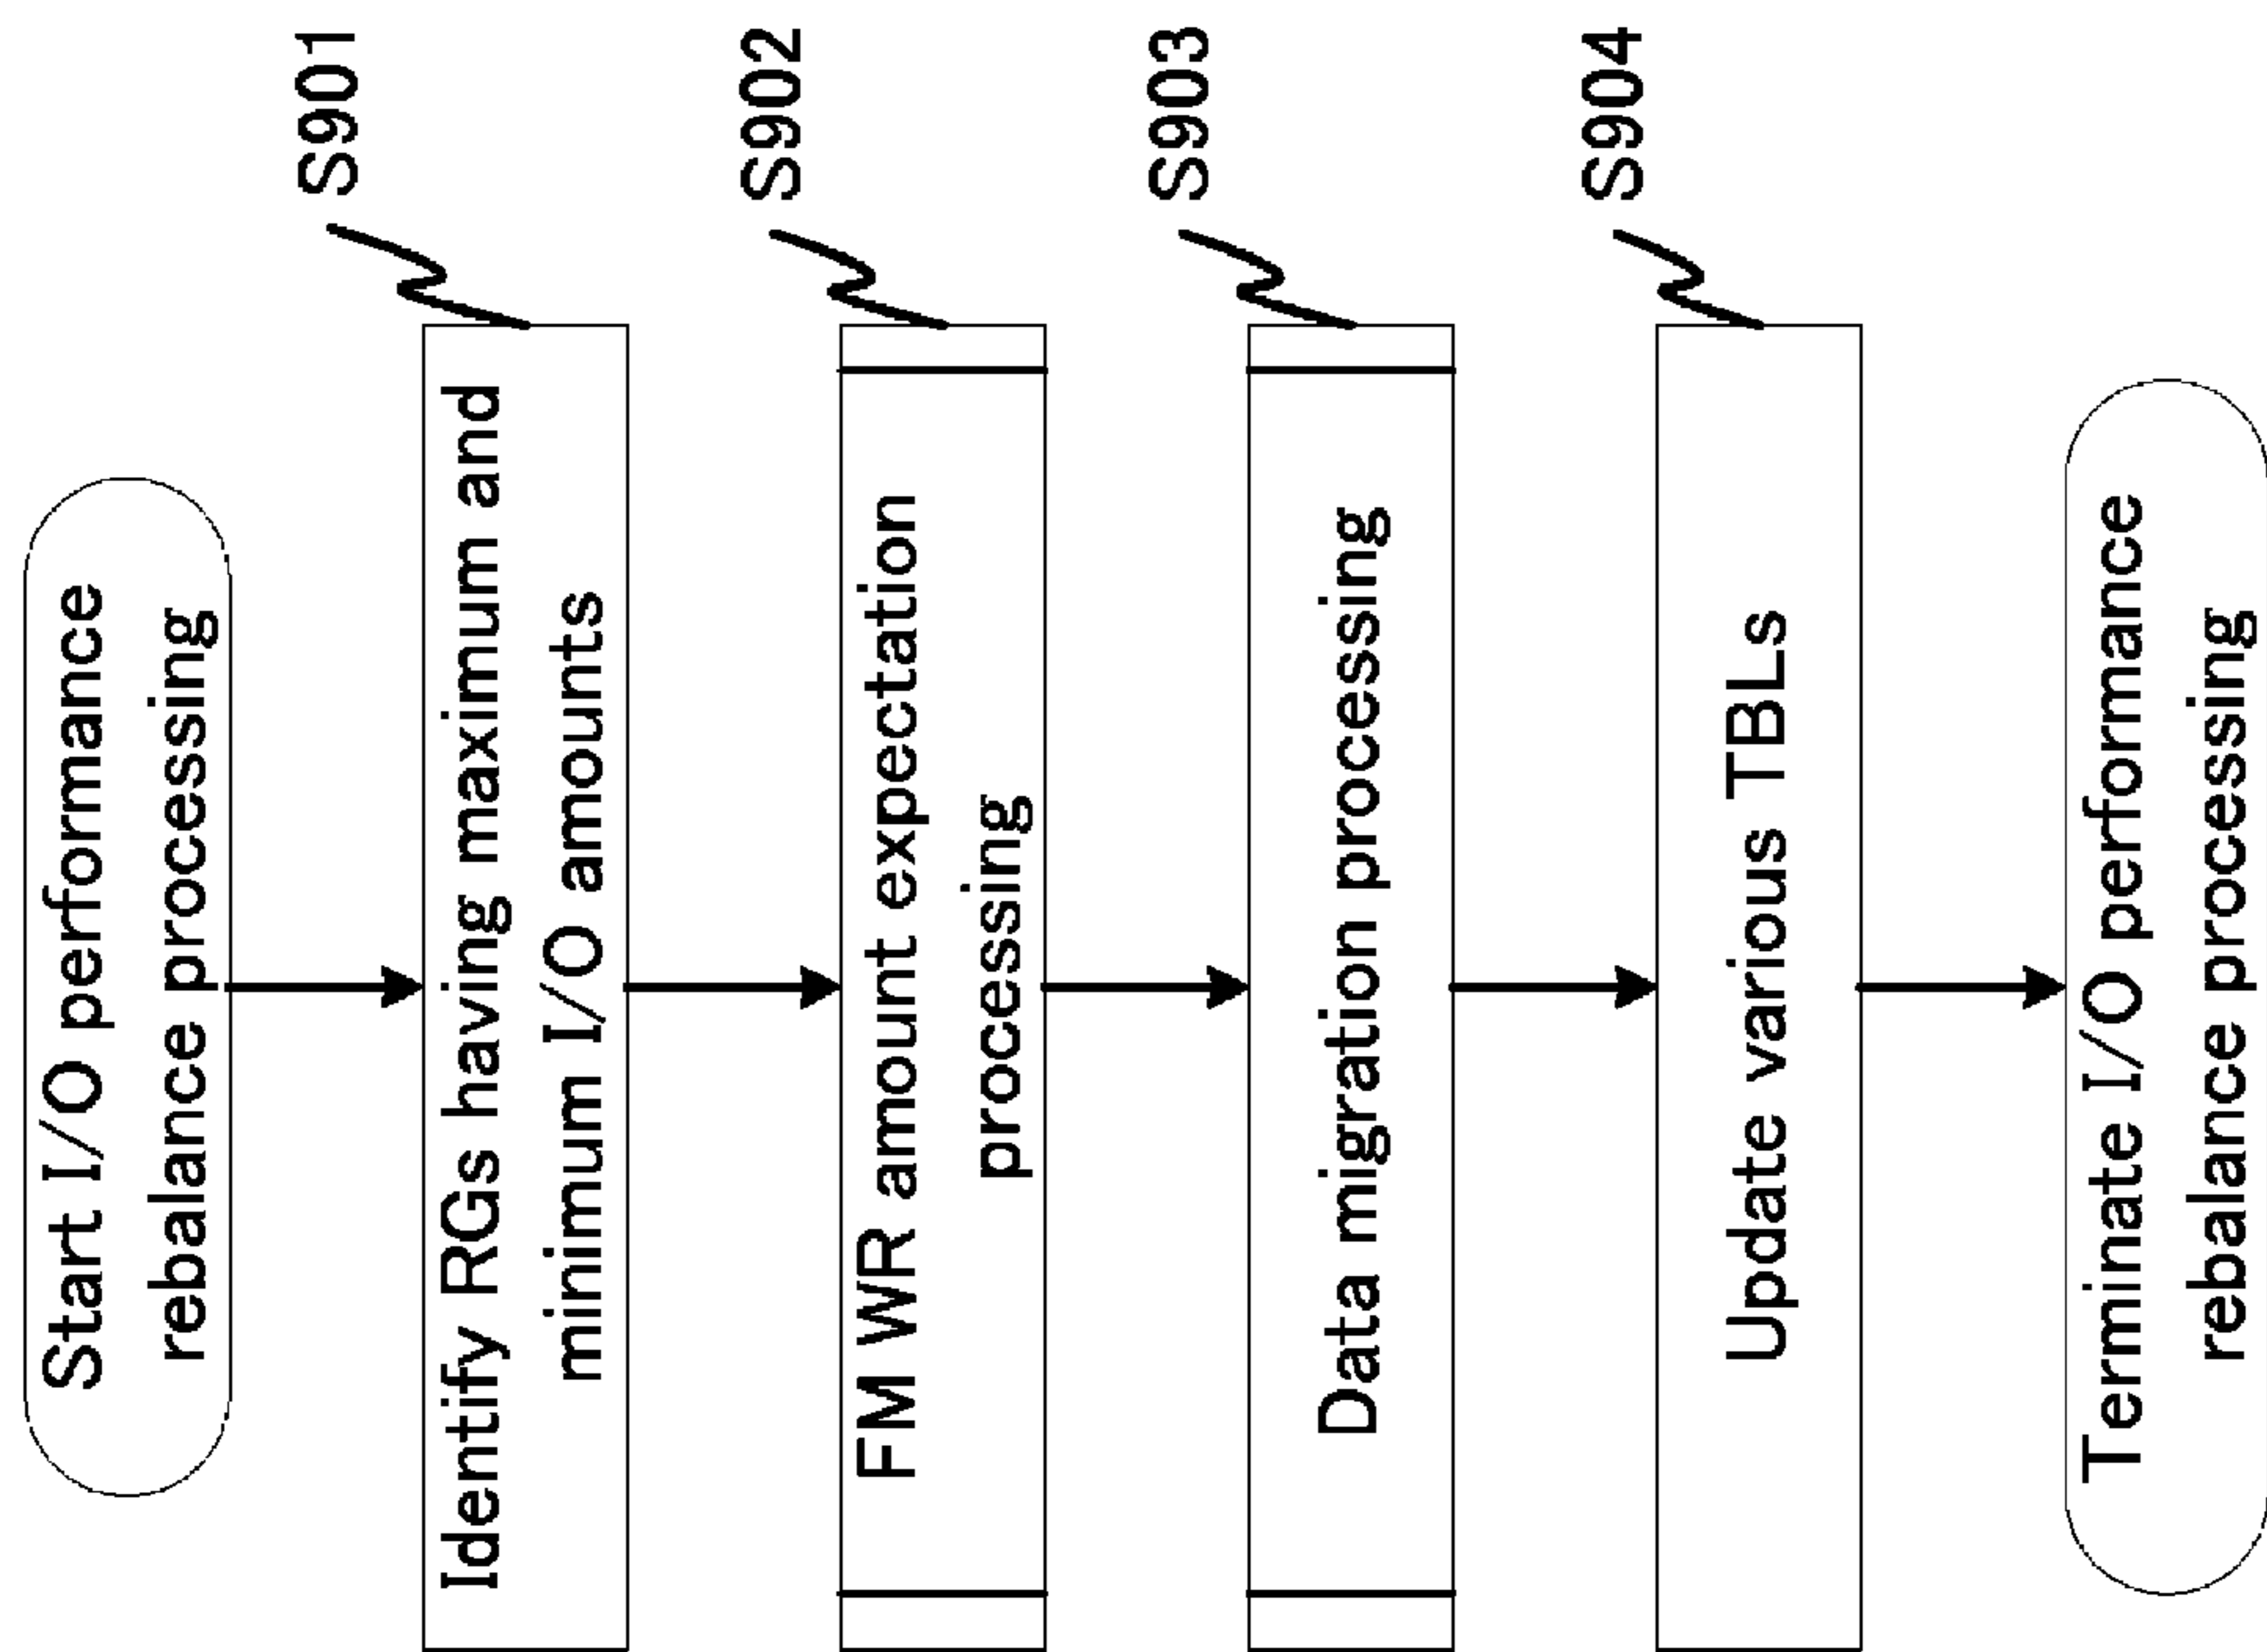 Start I/O performance
rebalance processing
S901
Identify RGs having maximum and
minimum I/O amounts
S902
FM WR amount expectation
processing
S903
Data migration processing
S904
Update various TBLs
Terminate I/O performance
rebalance processing